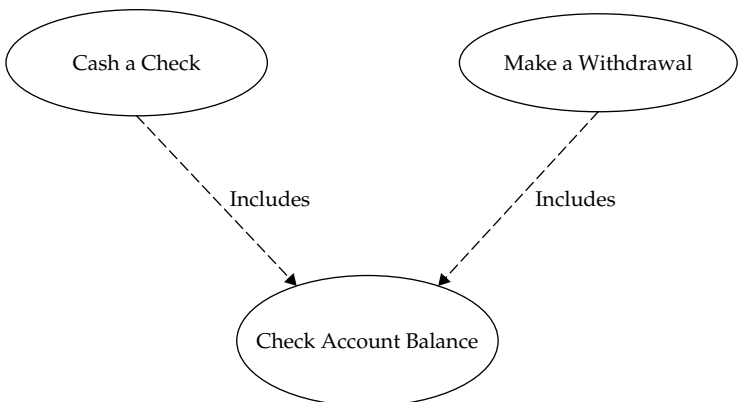 Cash a Check
Make a Withdrawal
Includes
Includes
Check Account Balance